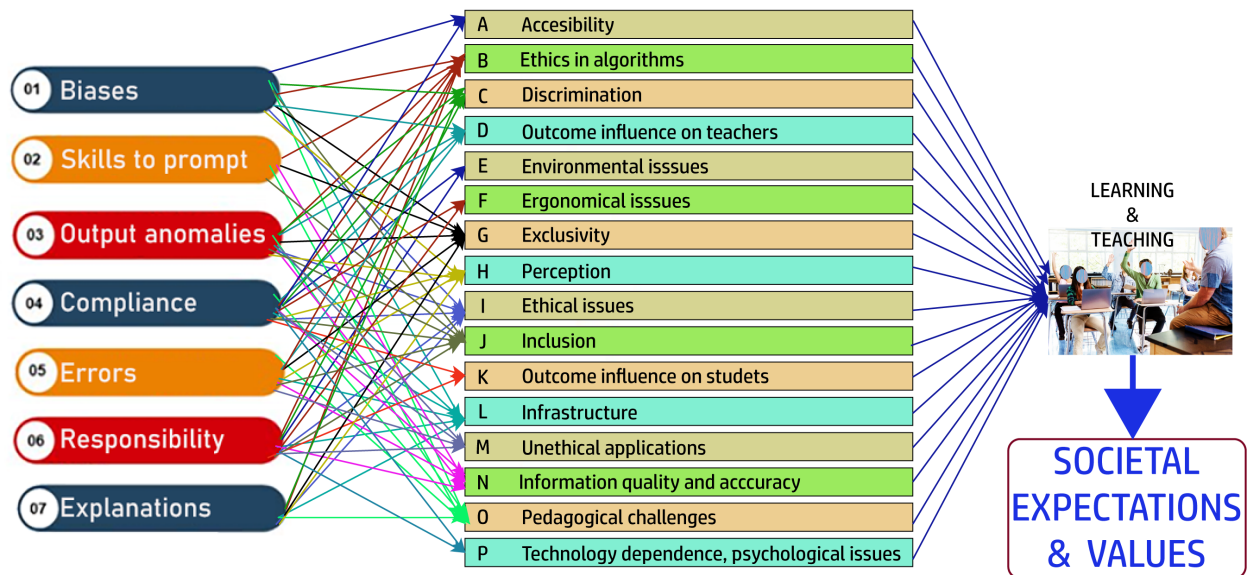 01 Biases
02 Skills to prompt
03 Output anomalies
04 Compliance
05 Errors
06 Responsibility
07 Explanations
A Accesibility
B Ethics in algorithms
C Discrimination
D Outcome influence on teachers
E Environmental isssues
F Ergonomical isssues
G Exclusivity
H Perception
I Ethical issues
J Inclusion
K Outcome influence on studets
L Infrastructure
M Unethical applications
N Information quality and acccuracy
O Pedagogical challenges
P Technology dependence, psychological issues
LEARNING
&
TEACHING
SOCIETAL
EXPECTATIONS
& VALUES